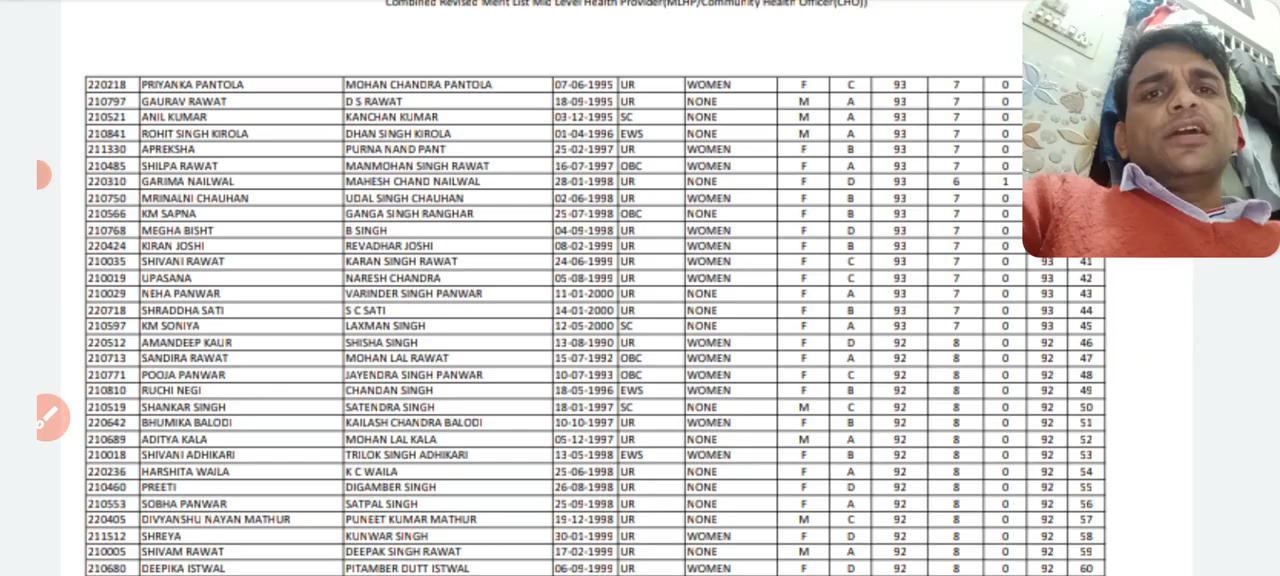 Combined Revised Merit List Mid Level Health Provider(MLHP/Community Health Officer(CHO))
220218 PRIYANKA PANTOLA MOHAN CHANDRA PANTOLA 07-06-1995 UR WOMEN F C 93 7 0
210797 GAURAV RAWAT D S RAWAT 18-09-1995 UR NONE M A 93 7 0
210521 ANIL KUMAR KANCHAN KUMAR 03-12-1995 SC NONE M A 93 7 0
210841 ROHIT SINGH KIROLA DHAN SINGH KIROLA 01-04-1996 EWS NONE M A 93 7 0
211330 APREKSHA PURNA NAND PANT 25-02-1997 UR WOMEN F B 93 7 0
210485 SHILPA RAWAT MANMOHAN SINGH RAWAT 16-07-1997 OBC WOMEN F A 93 7 0
220310 GARIMA NAILWAL MAHESH CHAND NAILWAL 28-01-1998 UR NONE F D 93 6 1
210750 MRINALNI CHAUHAN UDAL SINGH CHAUHAN 02-06-1998 UR WOMEN F B 93 7 0
210566 KM SAPNA GANGA SINGH RANGHAR 25-07-1998 OBC NONE F B 93 7 0
210768 MEGHA BISHT B SINGH 04-09-1998 UR WOMEN F D 93 7 0
220424 KIRAN JOSHI REVADHAR JOSHI 08-02-1999 UR WOMEN F B 93 7 0
210035 SHIVANI RAWAT KARAN SINGH RAWAT 24-06-1999 UR WOMEN F C 93 7 0 93 41
210019 UPASANA NARESH CHANDRA 05-08-1999 UR WOMEN F C 93 7 0 93 42
210029 NEHA PANWAR VARINDER SINGH PANWAR 11-01-2000 UR NONE F A 93 7 0 93 43
220718 SHRADDHA SATI S C SATI 14-01-2000 UR NONE F B 93 7 0 93 44
210597 KM SONIYA LAXMAN SINGH 12-05-2000 SC NONE F A 93 7 0 93 45
220512 AMANDEEP KAUR SHISHA SINGH 13-08-1990 UR WOMEN F D 92 8 0 92 46
210713 SANDIRA RAWAT MOHAN LAL RAWAT 15-07-1992 OBC WOMEN F A 92 8 0 92 47
210771 POOJA PANWAR JAYENDRA SINGH PANWAR 10-07-1993 OBC WOMEN F C 92 8 0 92 48
210810 RUCHI NEGI CHANDAN SINGH 18-05-1996 EWS WOMEN F B 92 8 0 92 49
210519 SHANKAR SINGH SATENDRA SINGH 18-01-1997 SC NONE M C 92 8 0 92 50
220642 BHUMIKA BALODI KAILASH CHANDRA BALODI 10-10-1997 UR WOMEN F B 92 8 0 92 51
210689 ADITYA KALA MOHAN LAL KALA 05-12-1997 UR NONE M A 92 8 0 92 52
210018 SHIVANI ADHIKARI TRILOK SINGH ADHIKARI 13-05-1998 EWS WOMEN F B 92 8 0 92 53
220236 HARSHITA WAILA K C WAILA 25-06-1998 UR NONE F A 92 8 0 92 54
210460 PREETI DIGAMBER SINGH 26-08-1998 UR NONE F D 92 8 0 92 55
210553 SOBHA PANWAR SATPAL SINGH 25-09-1998 UR NONE F A 92 8 0 92 56
220405 DIVYANSHU NAYAN MATHUR PUNEET KUMAR MATHUR 19-12-1998 UR NONE M C 92 8 0 92 57
211512 SHREYA KUNWAR SINGH 30-01-1999 UR WOMEN F D 92 8 0 92 58
210005 SHIVAM RAWAT DEEPAK SINGH RAWAT 17-02-1999 UR NONE M A 92 8 0 92 59
210680 DEEPIKA ISTWAL PITAMBER DUTT ISTWAL 06-09-1999 UR WOMEN F D 92 8 0 92 60